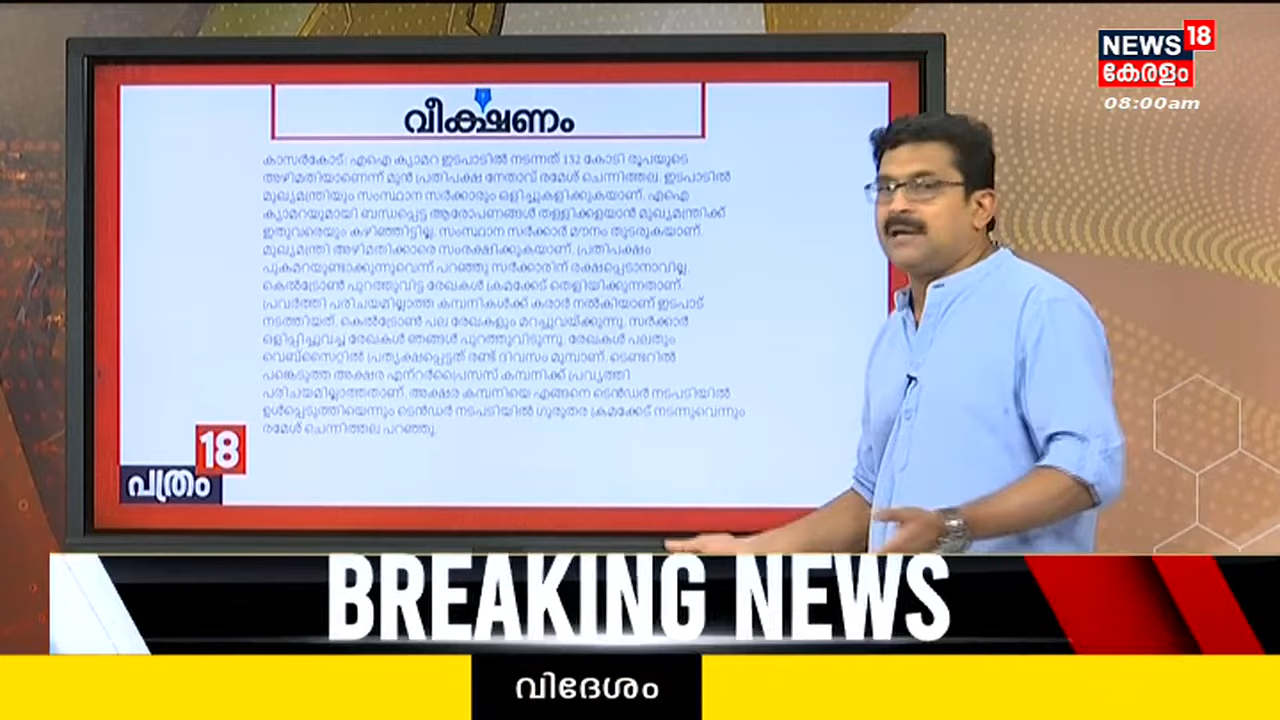 NEWS 18
കേരളം
08:00am
വീക്ഷണം
കാസർകോട്: എഐ ക്യാമറ ഇടപാടിൽ നടന്നത് 132 കോടി രൂപയുടെ
അഴിമതിയാണെന്ന് മുൻ പ്രതിപക്ഷ നേതാവ് രമേശ് ചെന്നിത്തല. ഇടപാടിൽ
മുഖ്യമന്ത്രിയും സംസ്ഥാന സർക്കാരും ഒളിച്ചുകളിക്കുകയാണ്. എഐ
ക്യാമറയുമായി ബന്ധപ്പെട്ട ആരോപണങ്ങൾ തള്ളിക്കളയാൻ മുഖ്യമന്ത്രിക്ക്
ഇതുവരെയും കഴിഞ്ഞിട്ടില്ല. സംസ്ഥാന സർക്കാർ മൗനം തുടരുകയാണ്.
മുഖ്യമന്ത്രി അഴിമതിക്കാരെ സംരക്ഷിക്കുകയാണ്. പ്രതിപക്ഷം
പുകമറയുണ്ടാക്കുന്നുവെന്ന് പറഞ്ഞു സർക്കാരിന് രക്ഷപ്പെടാനാവില്ല.
കെൽട്രോൺ പുറത്തുവിട്ട രേഖകൾ ക്രമക്കേട് തെളിയിക്കുന്നതാണ്.
പ്രവർത്തി പരിചയമില്ലാത്ത കമ്പനികൾക്ക് കരാർ നൽകിയാണ് ഇടപാട്
നടത്തിയത്. കെൽട്രോൺ പല രേഖകളും മറച്ചുവയ്ക്കുന്നു. സർക്കാർ
ഒളിപ്പിച്ചുവച്ച രേഖകൾ ഞങ്ങൾ പുറത്തുവിടുന്നു. രേഖകൾ പലതും
വെബ്സൈറ്റിൽ പ്രത്യക്ഷപ്പെട്ടത് രണ്ട് ദിവസം മുമ്പാണ്. ടെണ്ടറിൽ
പങ്കെടുത്ത അക്ഷര എന്റർപ്രൈസസ് കമ്പനിക്ക് പ്രവൃത്തി
പരിചയമില്ലാത്തതാണ്. അക്ഷര കമ്പനിയെ എങ്ങനെ ടെൻഡർ നടപടിയിൽ
ഉൾപ്പെടുത്തിയെന്നും ടെൻഡർ നടപടിയിൽ ഗുരുതര ക്രമക്കേട് നടന്നുവെന്നും
രമേശ് ചെന്നിത്തല പറഞ്ഞു.
18
പത്രം
BREAKING NEWS
വിദേശം